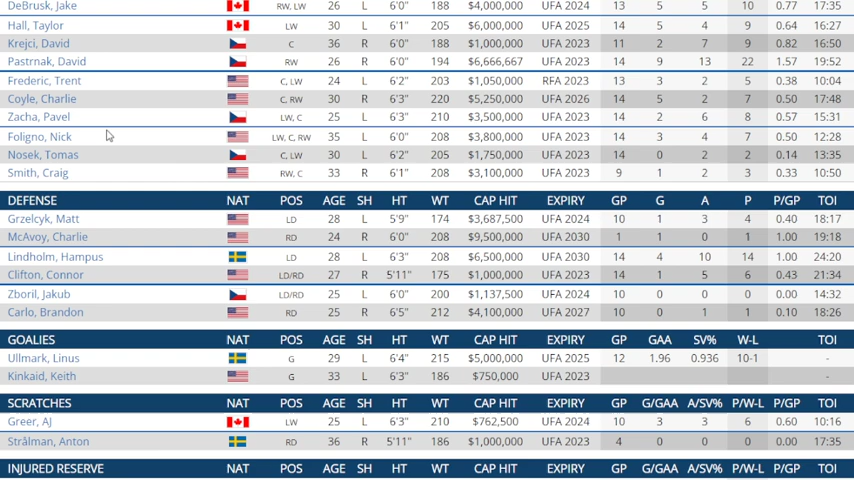 DeBrusk, Jake RW, LW 26 L 6'0" 188 $4,000,000 UFA 2024 13 5 5 10 0.77 17:35
Hall, Taylor LW 30 L 6'1" 205 $6,000,000 UFA 2025 14 5 4 9 0.64 16:27
Krejci, David C 36 R 6'0" 188 $1,000,000 UFA 2023 11 2 7 9 0.82 16:50
Pastrnak, David RW 26 R 6'0" 194 $6,666,667 UFA 2023 14 9 13 22 1.57 19:52
Frederic, Trent C, LW 24 L 6'2" 203 $1,050,000 RFA 2023 13 3 2 5 0.38 10:04
Coyle, Charlie C, RW 30 R 6'3" 220 $5,250,000 UFA 2026 14 5 2 7 0.50 17:48
Zacha, Pavel LW, C 25 L 6'3" 210 $3,500,000 UFA 2023 14 2 6 8 0.57 15:31
Foligno, Nick LW, C, RW 35 L 6'0" 208 $3,800,000 UFA 2023 14 3 4 7 0.50 12:28
Nosek, Tomas C, LW 30 L 6'2" 205 $1,750,000 UFA 2023 14 0 2 2 0.14 13:35
Smith, Craig RW, C 33 R 6'1" 208 $3,100,000 UFA 2023 9 1 2 3 0.33 10:50
DEFENSE NAT POS AGE SH HT WT CAP HIT EXPIRY GP G A P P/GP TOI
Grzelcyk, Matt LD 28 L 5'9" 174 $3,687,500 UFA 2024 10 1 3 4 0.40 18:17
McAvoy, Charlie RD 24 R 6'0" 208 $9,500,000 UFA 2030 1 1 0 1 1.00 19:18
Lindholm, Hampus LD 28 L 6'3" 208 $6,500,000 UFA 2030 14 4 10 14 1.00 24:20
Clifton, Connor LD/RD 27 R 5'11" 175 $1,000,000 UFA 2023 14 1 5 6 0.43 21:34
Zboril, Jakub LD/RD 25 L 6'0" 200 $1,137,500 UFA 2024 10 0 0 0 0.00 14:32
Carlo, Brandon RD 25 R 6'5" 212 $4,100,000 UFA 2027 10 0 1 1 0.10 18:26
GOALIES NAT POS AGE SH HT WT CAP HIT EXPIRY GP GAA SV% W-L TOI
Ullmark, Linus G 29 L 6'4" 215 $5,000,000 UFA 2025 12 1.96 0.936 10-1 -
Kinkaid, Keith G 33 L 6'3" 186 $750,000 UFA 2023 -
SCRATCHES NAT POS AGE SH HT WT CAP HIT EXPIRY GP G/GAA A/SV% P/W-L P/GP TOI
Greer, AJ LW 25 L 6'3" 210 $762,500 UFA 2024 10 3 3 6 0.60 10:16
Strålman, Anton RD 36 R 5'11" 186 $1,000,000 UFA 2023 4 0 0 0 0.00 17:35
INJURED RESERVE NAT POS AGE SH HT WT CAP HIT EXPIRY GP G/GAA A/SV% P/W-L P/GP TOI